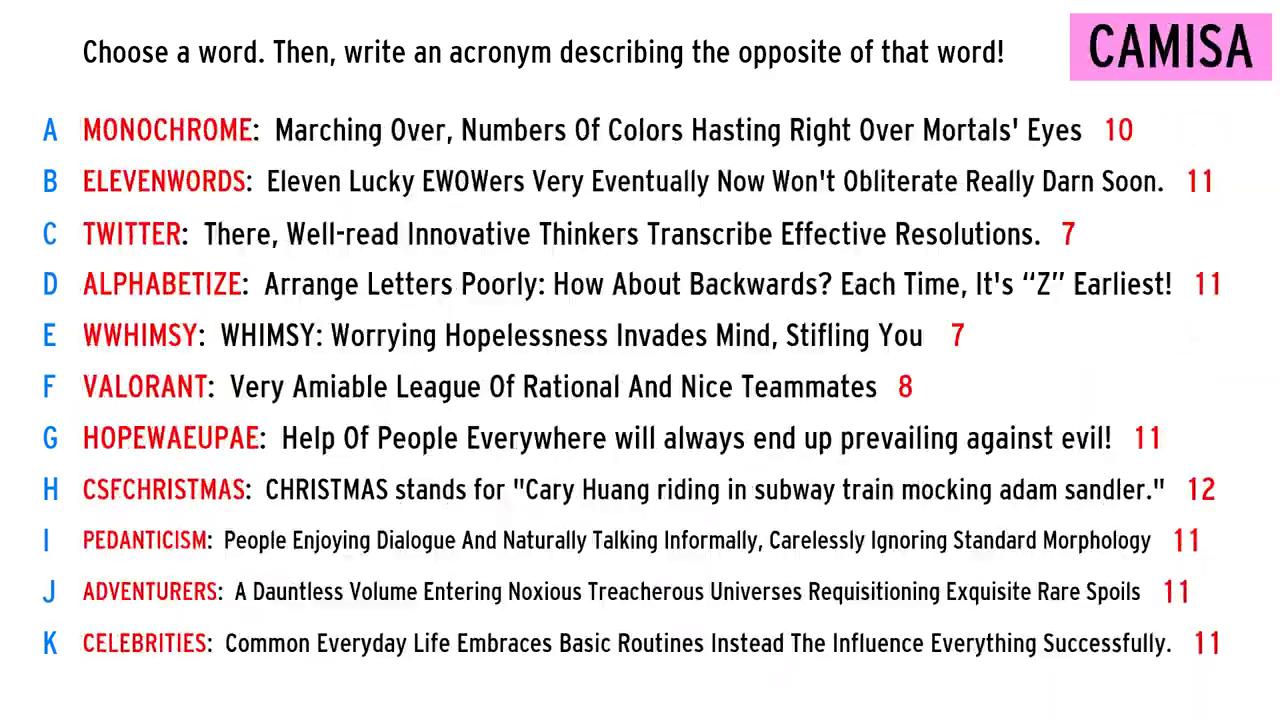 Choose a word. Then, write an acronym describing the opposite of that word!
CAMISA
A MONOCHROME: Marching Over, Numbers Of Colors Hasting Right Over Mortals' Eyes 10
B ELEVENWORDS: Eleven Lucky EWOWers Very Eventually Now Won't Obliterate Really Darn Soon. 11
C TWITTER: There, Well-read Innovative Thinkers Transcribe Effective Resolutions. 7
D ALPHABETIZE: Arrange Letters Poorly: How About Backwards? Each Time, It's “Z” Earliest! 11
E WWHIMSY: WHIMSY: Worrying Hopelessness Invades Mind, Stifling You 7
F VALORANT: Very Amiable League Of Rational And Nice Teammates 8
G HOPEWAEUPAE: Help Of People Everywhere will always end up prevailing against evil! 11
H CSFCHRISTMAS: CHRISTMAS stands for "Cary Huang riding in subway train mocking adam sandler." 12
I PEDANTICISM: People Enjoying Dialogue And Naturally Talking Informally, Carelessly Ignoring Standard Morphology 11
J ADVENTURERS: A Dauntless Volume Entering Noxious Treacherous Universes Requisitioning Exquisite Rare Spoils 11
K CELEBRITIES: Common Everyday Life Embraces Basic Routines Instead The Influence Everything Successfully. 11